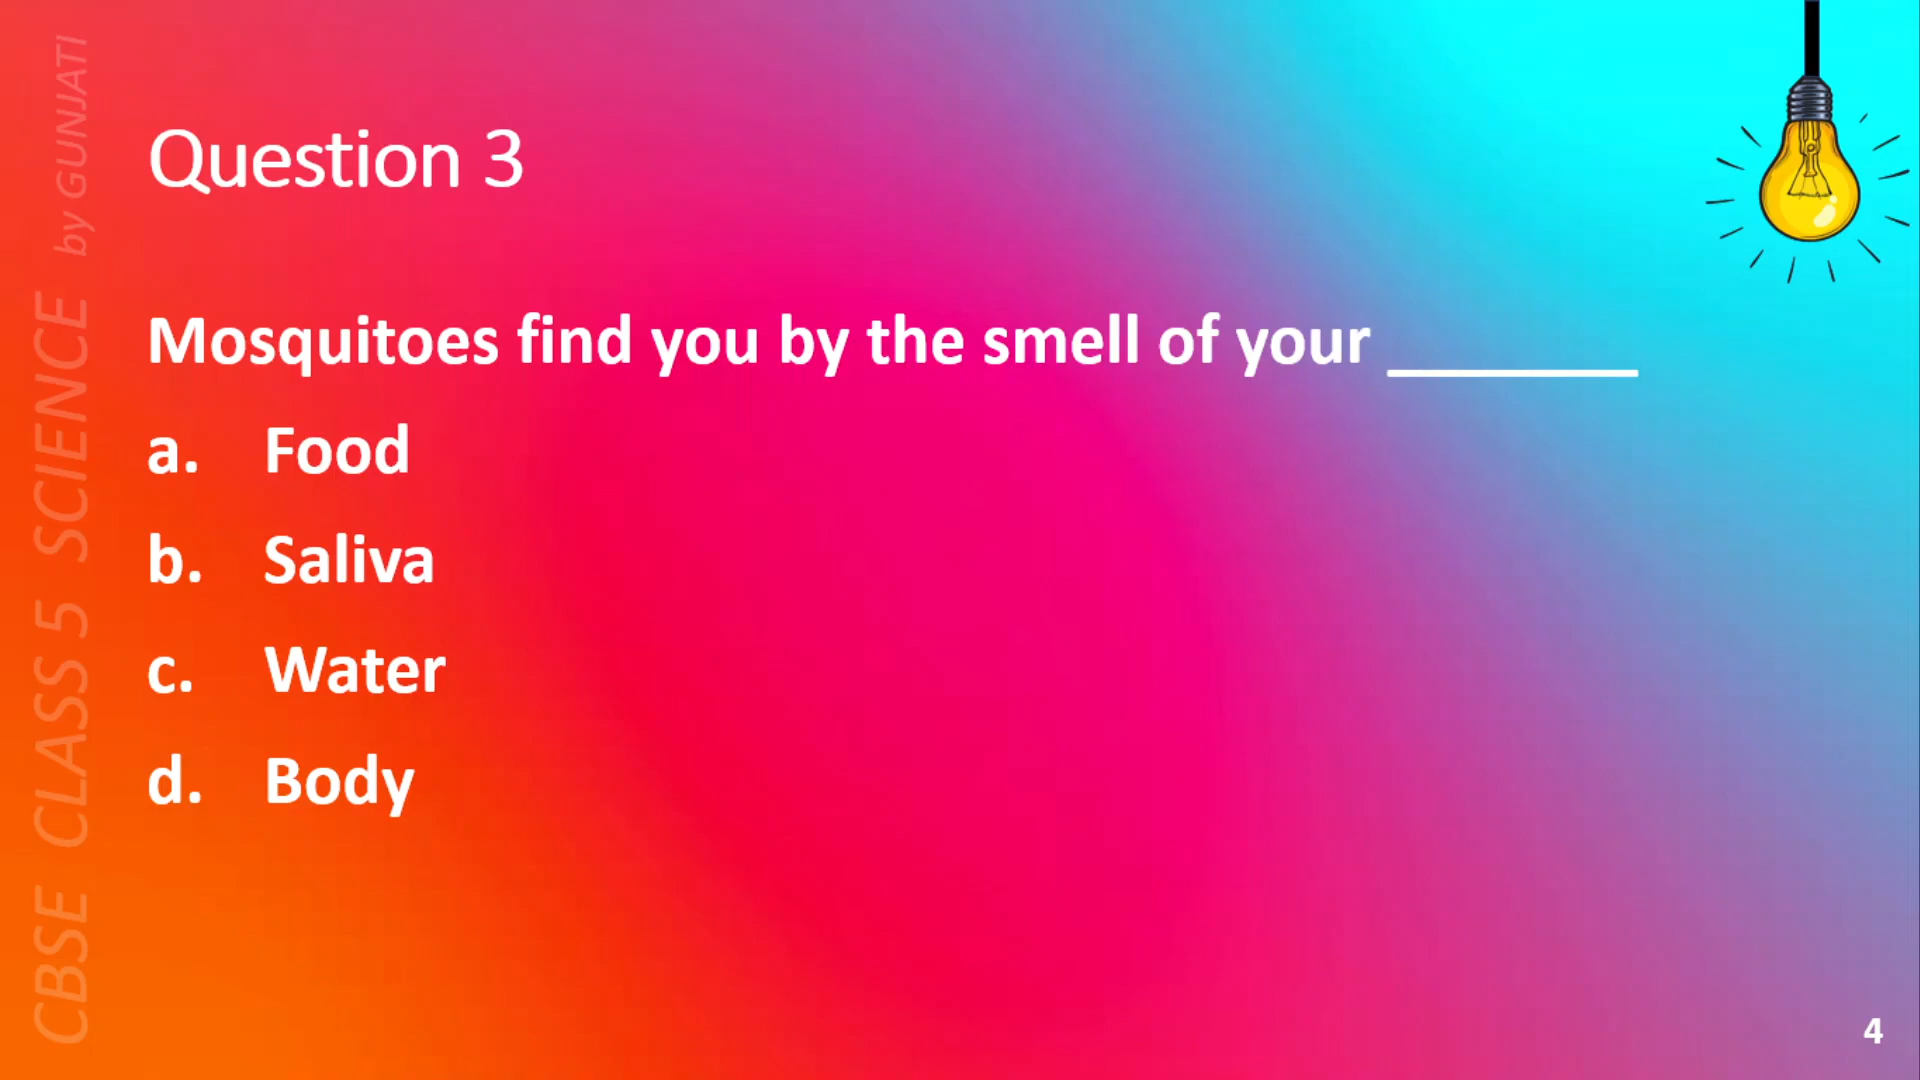 Question 3
Mosquitoes find you by the smell of your ________
a. Food
b. Saliva
c. Water
d. Body
CBSE CLASS 5 SCIENCE by GUNJATI
4